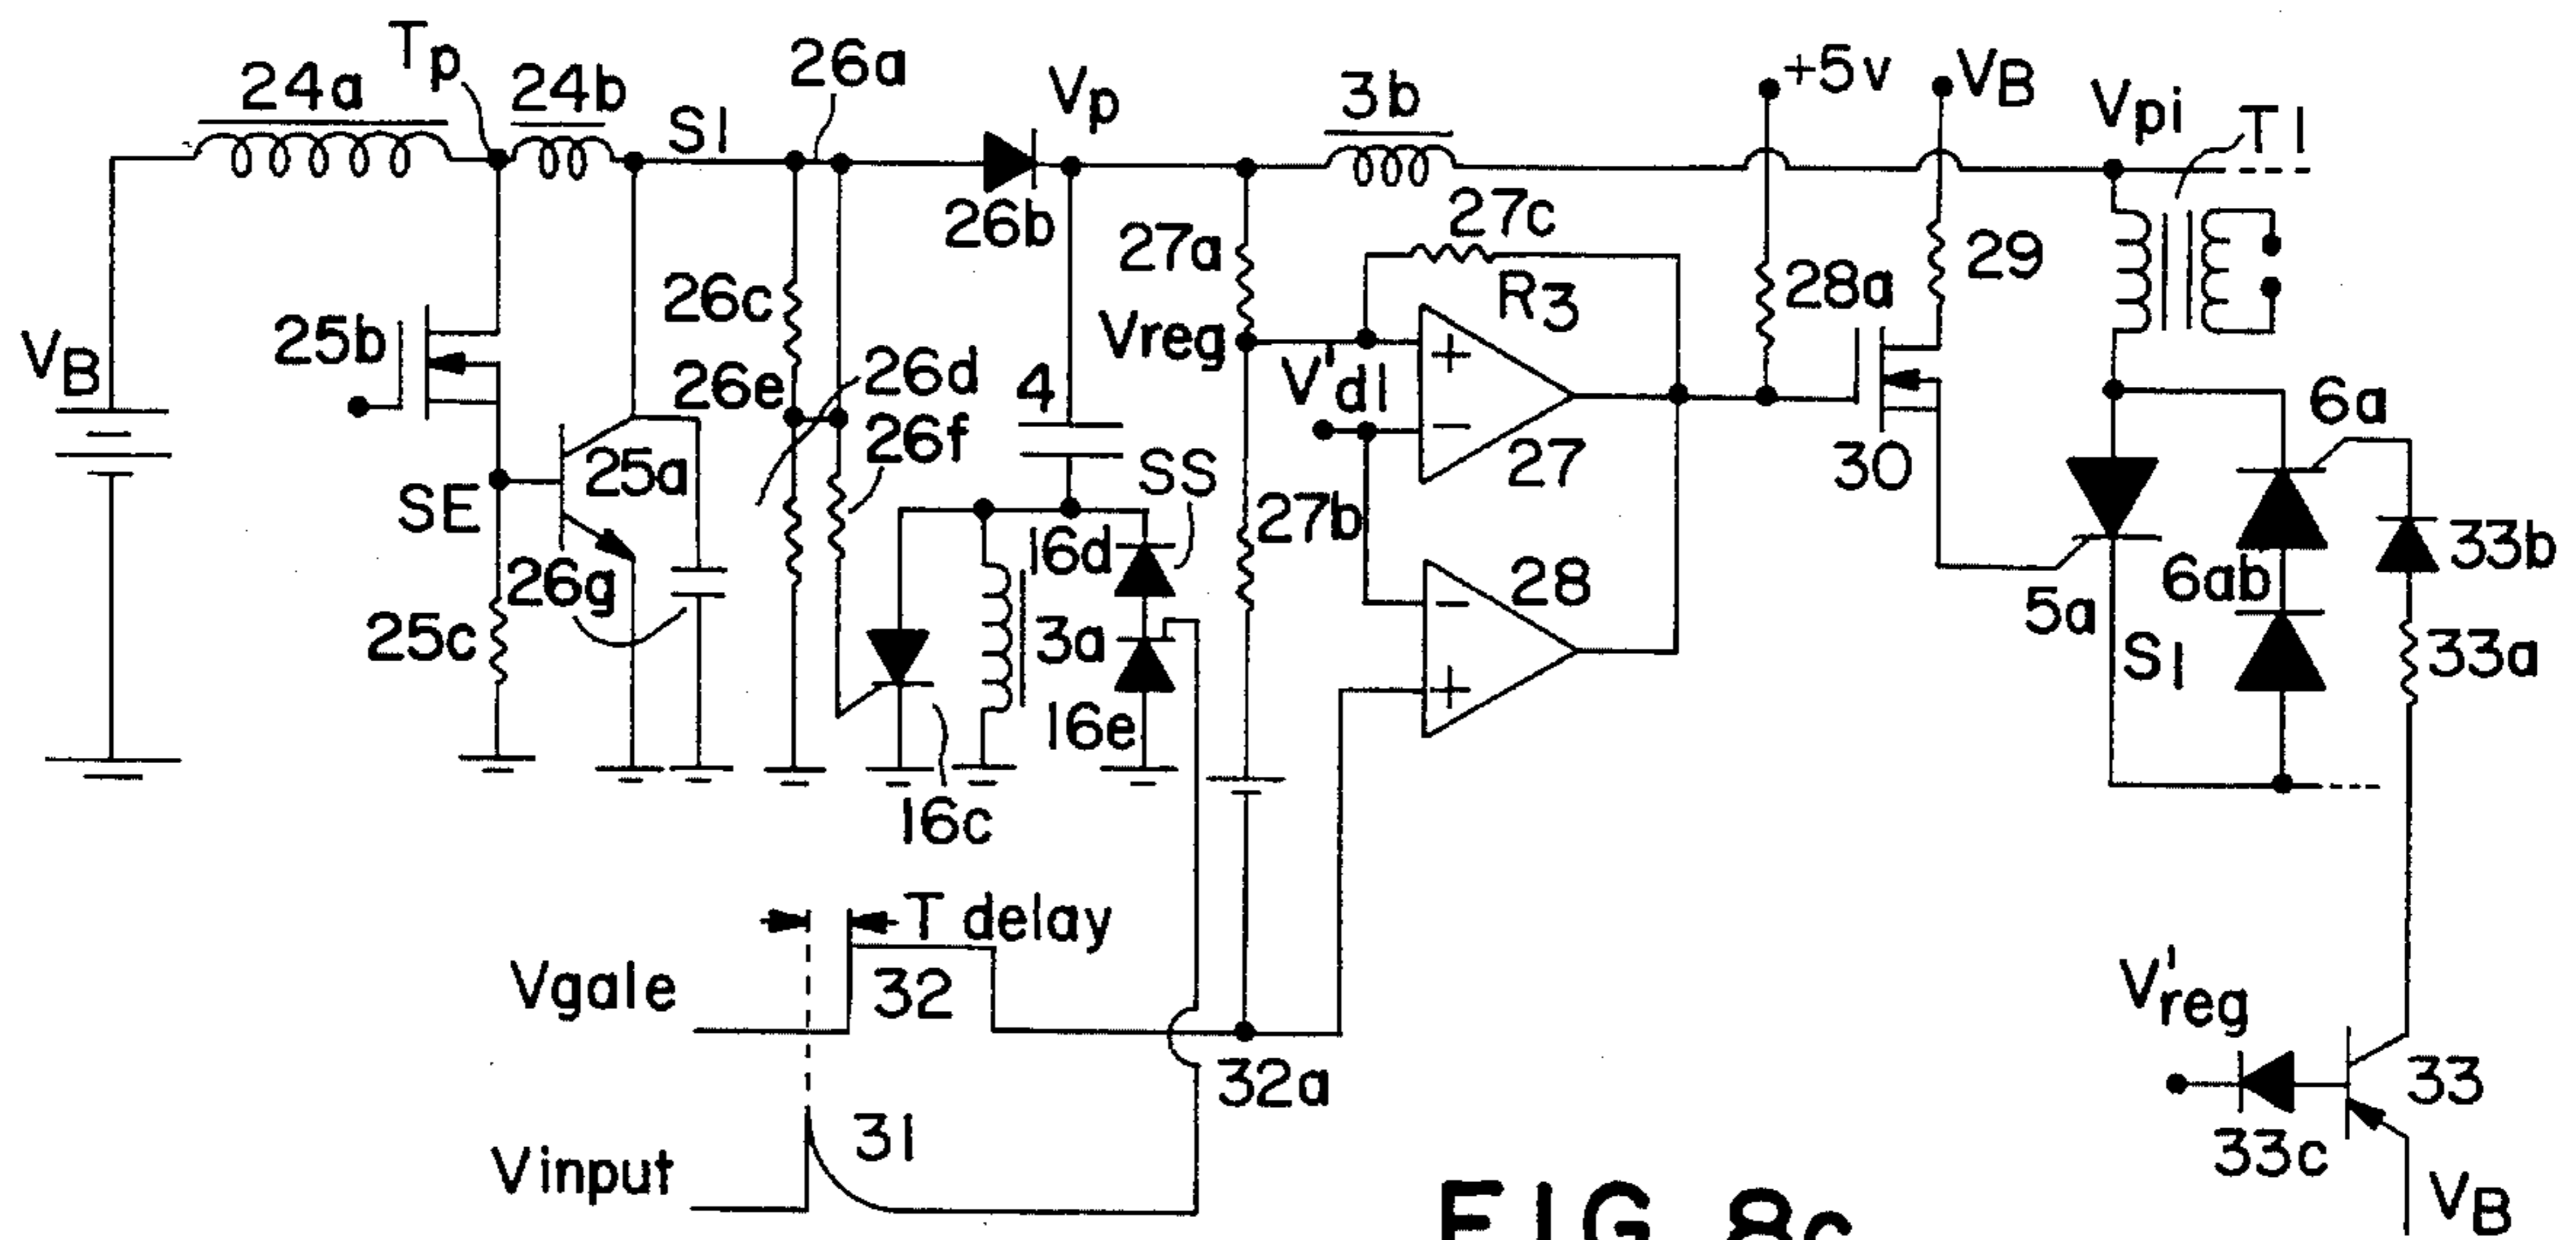 24a
Tp
24b
S1
26a
Vp
3b
+5v
VB
Vpi
T1
26b
27a
27c
R3
28a
29
26c
25b
VB
Vreg
V'd1
26e
26d
26f
4
6a
SE
25a
SS
27
30
27b
26g
16d
28
6ab
33b
25c
3a
5a
S1
33a
16e
16c
T delay
Vgale
32
V'reg
32a
33
31
Vinput
33c
VB
FIG. 8c